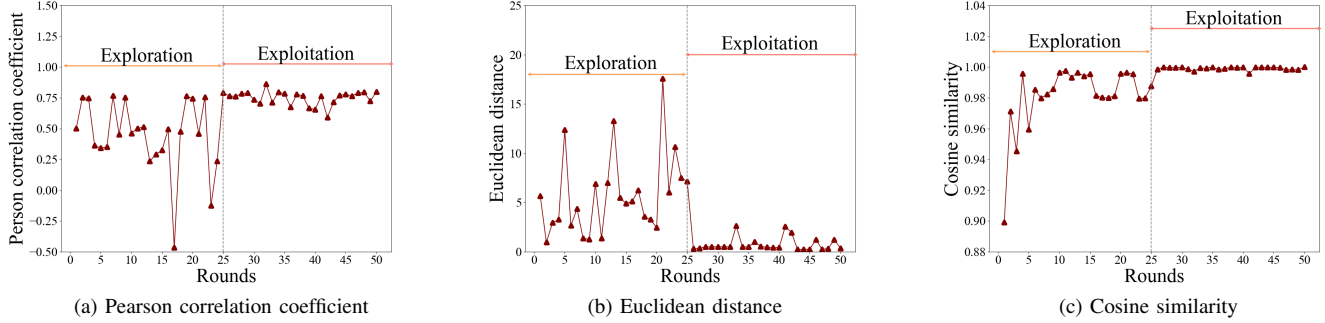 1.50
1.25
1.00
0.75
0.50
0.25
0.00
−0.25
−0.50
Person correlation coefficient
Exploration
Exploitation
0 5 10 15 20 25 30 35 40 45 50
Rounds
(a) Pearson correlation coefficient
25
20
15
10
5
0
Euclidean distance
Exploration
Exploitation
0 5 10 15 20 25 30 35 40 45 50
Rounds
(b) Euclidean distance
1.04
1.02
1.00
0.98
0.96
0.94
0.92
0.90
0.88
Cosine similarity
Exploration
Exploitation
0 5 10 15 20 25 30 35 40 45 50
Rounds
(c) Cosine similarity